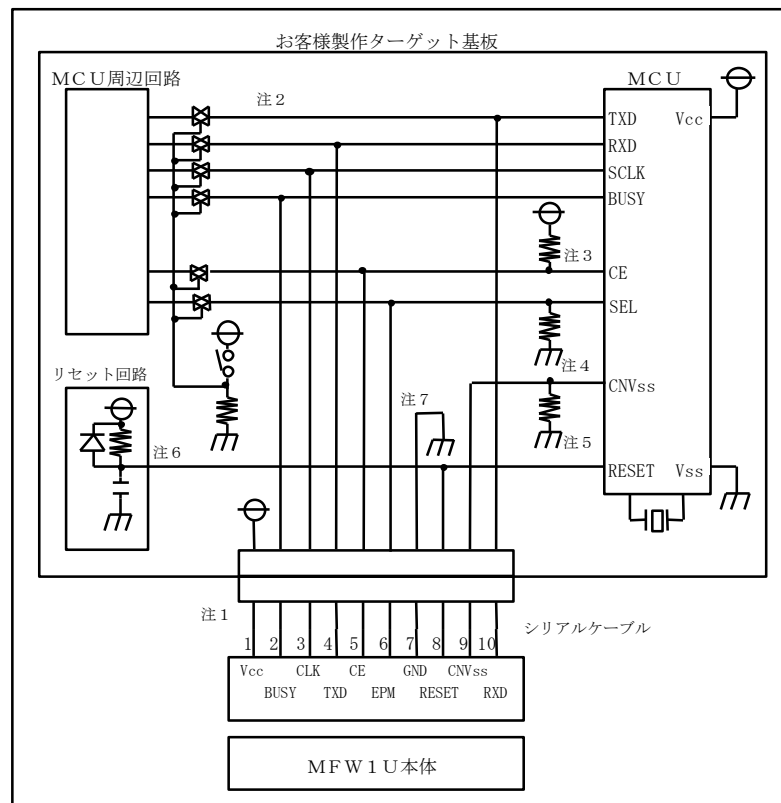 お客様製作ターゲット基板
MCU周辺回路
MCU
注2
TXD
Vcc
RXD
SCLK
BUSY
注3
CE
SEL
注4
リセット回路
CNVss
注7
注5
注6
RESET
Vss
注1
シリアルケーブル
1 2 3 4 5 6 7 8 9 10
Vcc CLK CE GND CNVss
BUSY TXD EPM RESET RXD
MFW1U本体